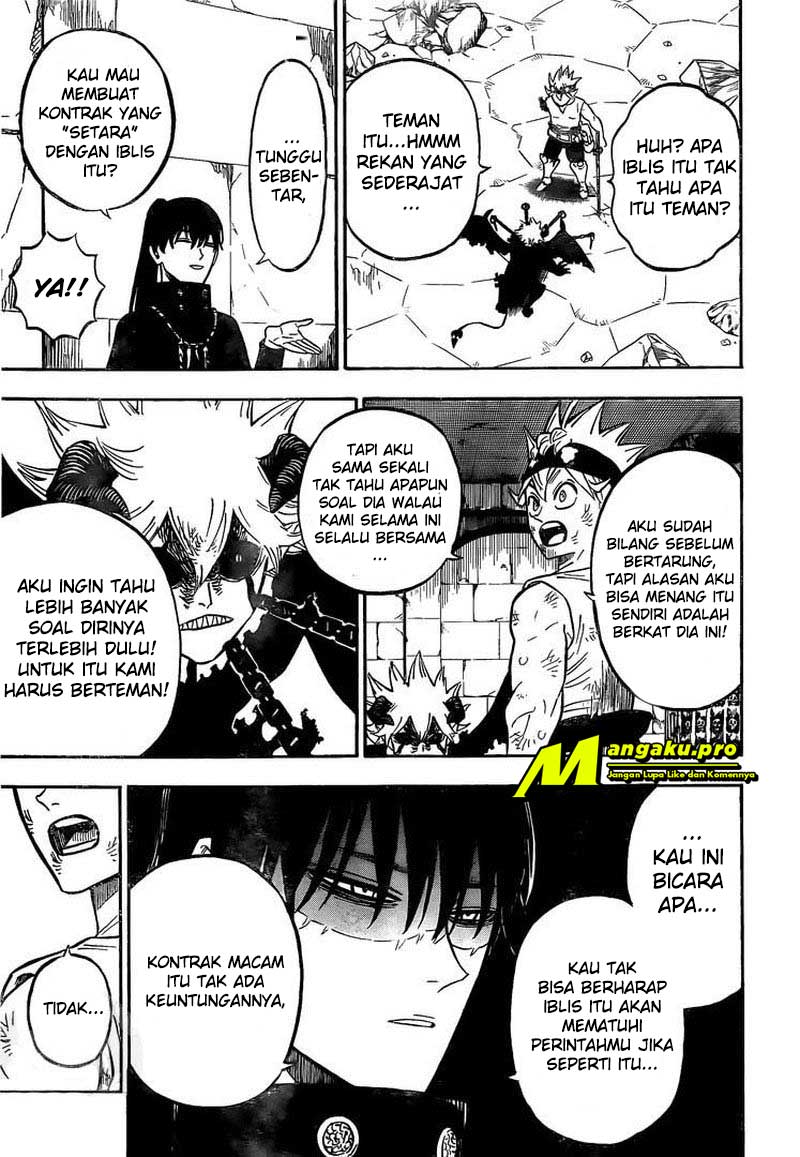 HUH? APA
IBLIS ITU TAK
TAHU APA
ITU TEMAN?
TEMAN
ITU...HMMM
REKAN YANG
SEDERAJAT
...
...
TUNGGU
SEBEN-
TAR,
KAU MAU
MEMBUAT
KONTRAK YANG
"SETARA"
DENGAN IBLIS
ITU?
YA!!
AKU SUDAH
BILANG SEBELUM
BERTARUNG,
TAPI ALASAN AKU
BISA MENANG ITU
SENDIRI ADALAH
BERKAT DIA INI!
TAPI AKU
SAMA SEKALI
TAK TAHU APAPUN
SOAL DIA WALAU
KAMI SELAMA INI
SELALU BERSAMA
...
AKU INGIN TAHU
LEBIH BANYAK
SOAL DIRINYA
TERLEBIH DULU!
UNTUK ITU KAMI
HARUS BERTEMAN!
Mangaku.pro
Jangan Lupa Like dan Komennya
...
KAU INI
BICARA
APA...
KAU TAK
BISA BERHARAP
IBLIS ITU AKAN
MEMATUHI
PERINTAHMU JIKA
SEPERTI ITU...
KONTRAK MACAM
ITU TAK ADA
KEUNTUNGANNYA,
TIDAK...